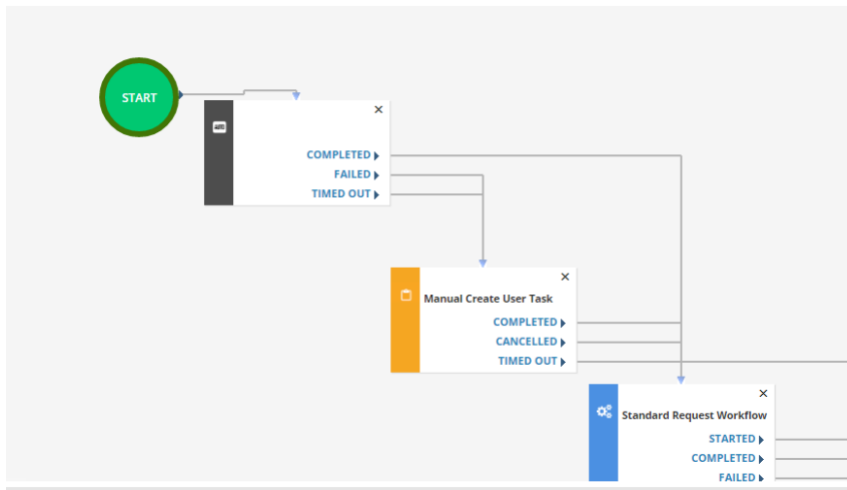 START
COMPLETED
FAILED
TIMED OUT
Manual Create User Task
COMPLETED
CANCELLED
TIMED OUT
Standard Request Workflow
STARTED
COMPLETED
FAILED